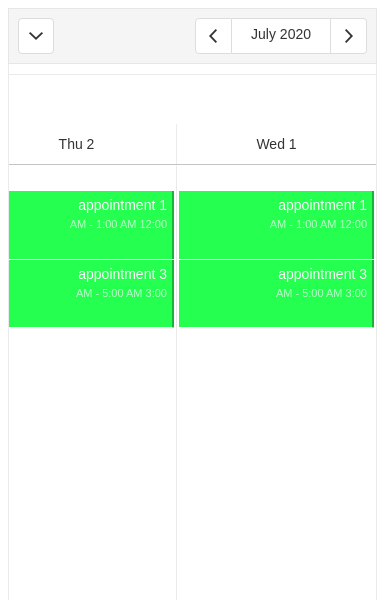 July 2020
Wed 1
Thu 2
appointment 1
AM - 1:00 AM 12:00
appointment 3
AM - 5:00 AM 3:00
appointment 1
AM - 1:00 AM 12:00
appointment 3
AM - 5:00 AM 3:00